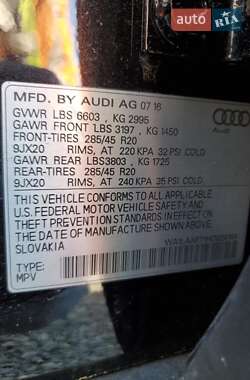 AUTO
RIA
MFD. BY AUDI AG 07 16
GVWR LBS 6603 , KG 2995
GAWR FRONT LBS 3197 , KG 1450
FRONT-TIRES 285/45 R20
9JX20 RIMS, AT 220 KPA 32 PSI COLD
GAWR REAR LBS3803 , KG 1725
REAR-TIRES 285/45 R20
9JX20 RIMS, AT 240 KPA 35 PSI COLD
THIS VEHICLE CONFORMS TO ALL APPLICABLE
U.S. FEDERAL MOTOR VEHICLE SAFETY AND
THEFT PREVENTION STANDARDS IN EFFECT ON
THE DATE OF MANUFACTURE SHOWN ABOVE.
SLOVAKIA
TYPE:
MPV
Audi